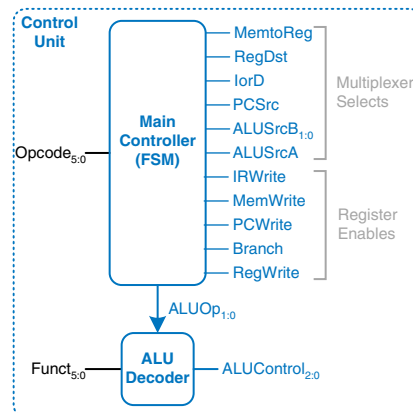 Control
Unit
MemtoReg
RegDst
IorD
PCSrc
ALUSrcB1:0
ALUSrcA
Multiplexer
Selects
Main
Controller
(FSM)
Opcode5:0
IRWrite
MemWrite
PCWrite
Branch
RegWrite
Register
Enables
ALUOp1:0
Funct5:0
ALU
Decoder
ALUControl2:0